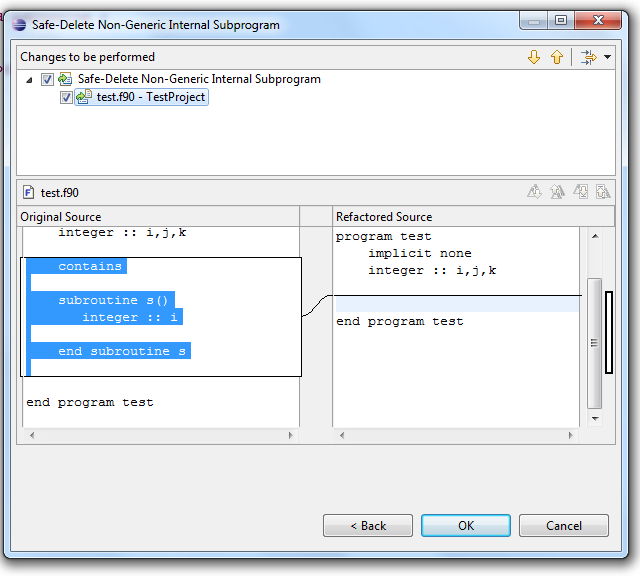 Safe-Delete Non-Generic Internal Subprogram
Changes to be performed
Safe-Delete Non-Generic Internal Subprogram
test.f90 - TestProject
test.f90
Original Source
Refactored Source
integer :: i,j,k
contains
subroutine s()
integer :: i
end subroutine s
end program test
program test
implicit none
integer :: i,j,k
end program test
< Back
OK
Cancel